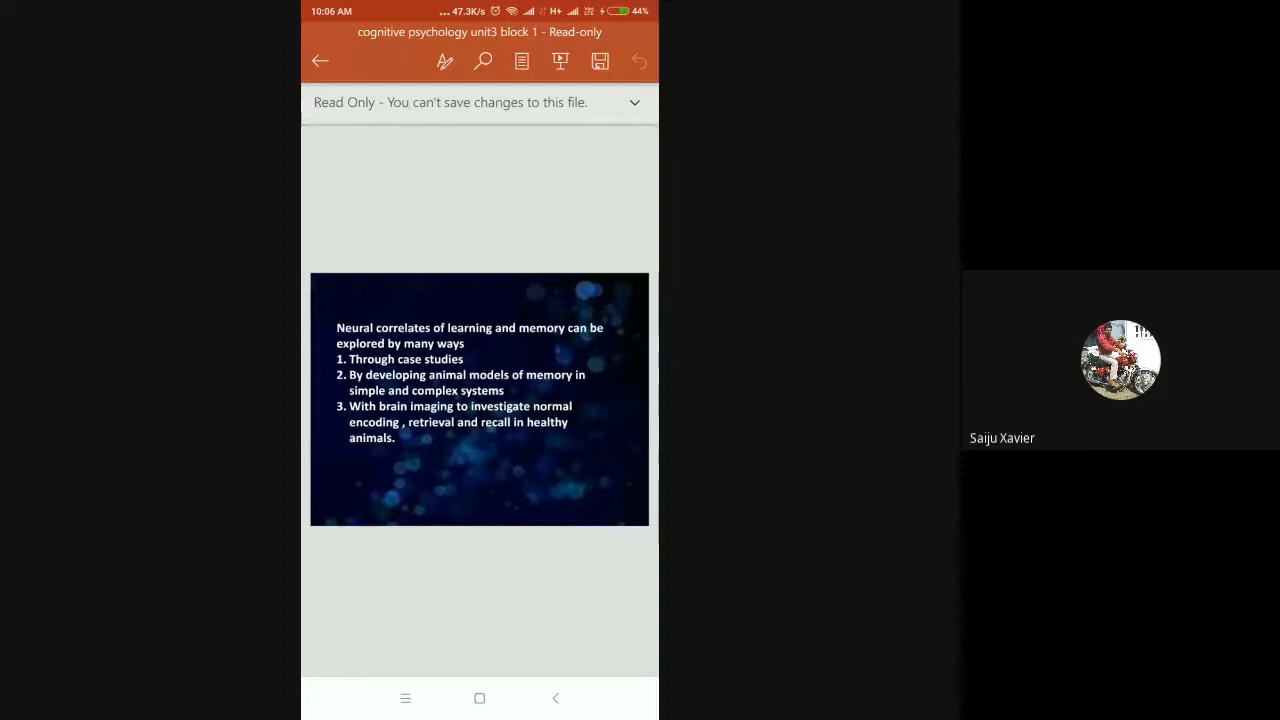 10:06 AM
... 47.3K/s H+ 44%
cognitive psychology unit3 block 1 - Read-only
Read Only - You can't save changes to this file.
Neural correlates of learning and memory can be
explored by many ways
1. Through case studies
2. By developing animal models of memory in
simple and complex systems
3. With brain imaging to investigate normal
encoding , retrieval and recall in healthy
animals.
Saiju Xavier